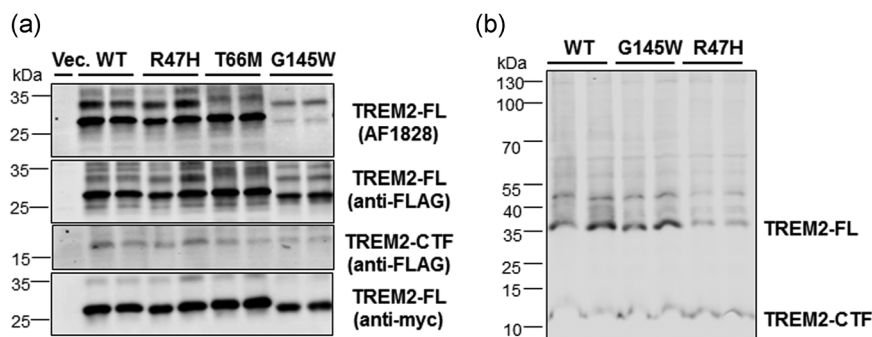 (a)
Vec. WT R47H T66M G145W
kDa
35
25
TREM2-FL
(AF1828)
35
25
TREM2-FL
(anti-FLAG)
15
TREM2-CTF
(anti-FLAG)
35
25
TREM2-FL
(anti-myc)
(b)
WT G145W R47H
kDa
130
100
70
55
40
35
25
15
10
TREM2-FL
TREM2-CTF